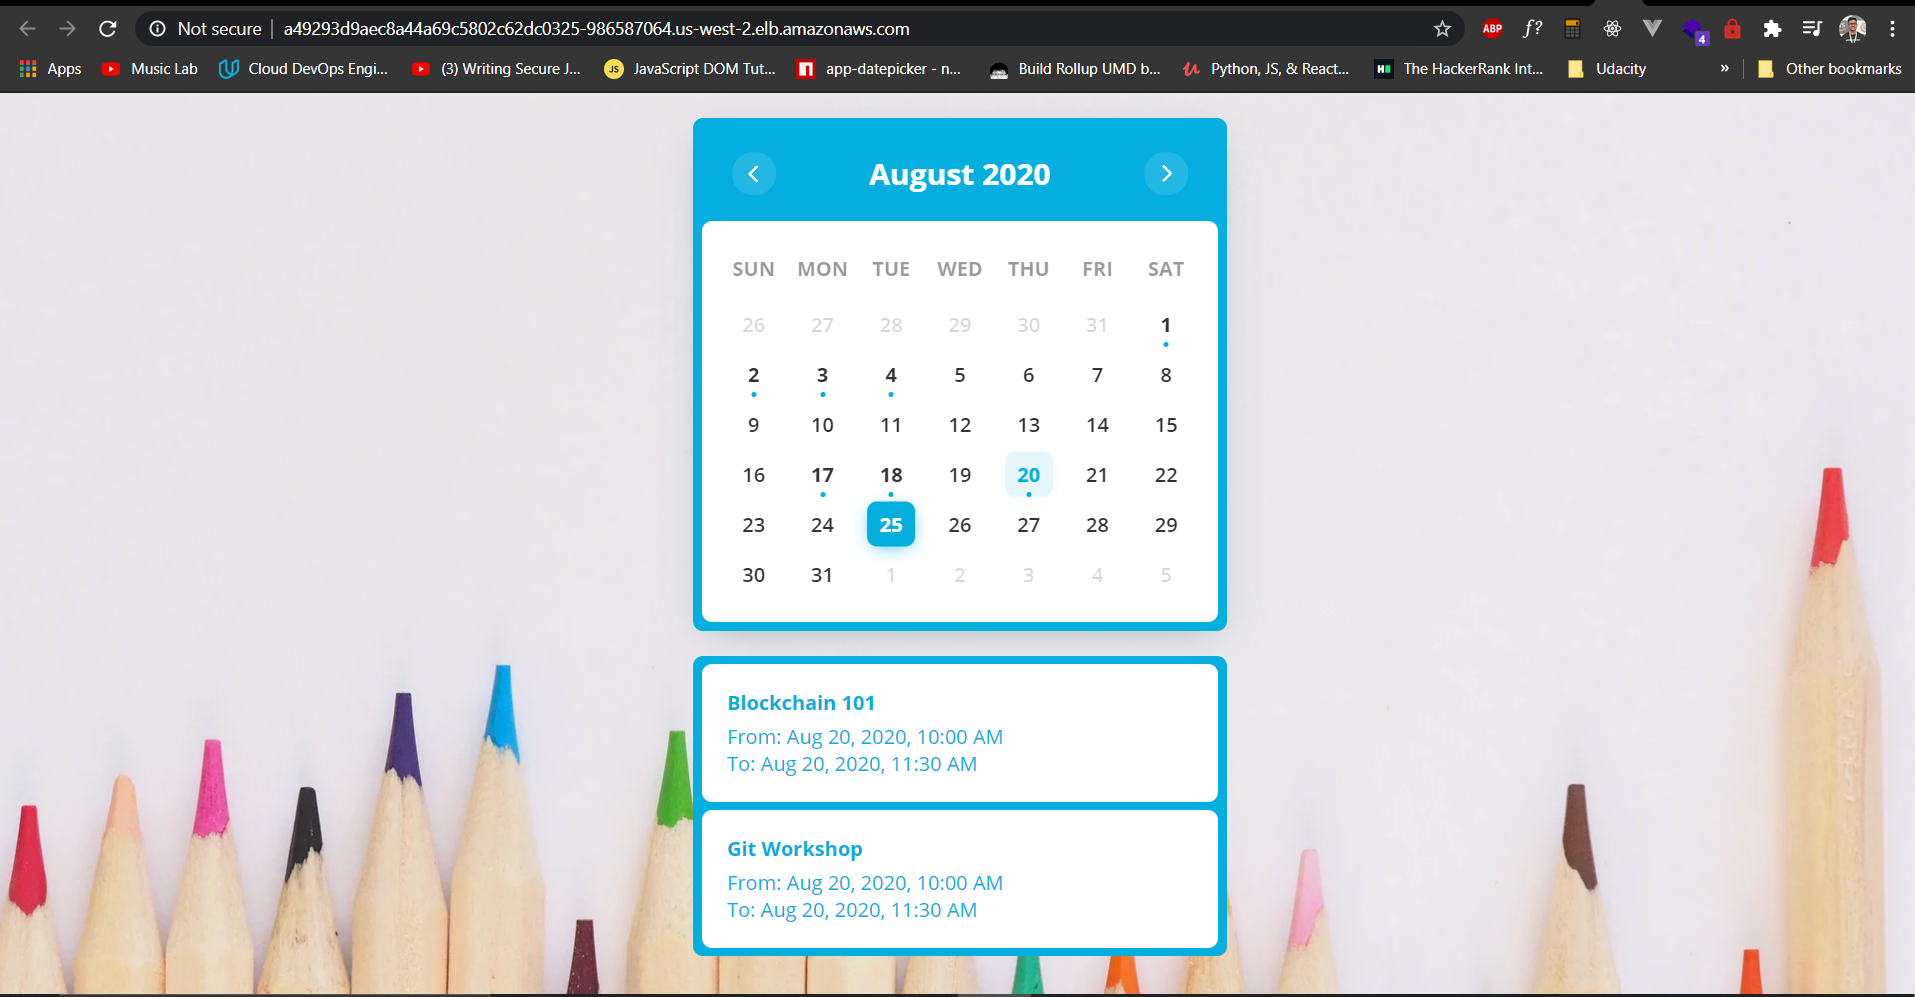 Not secure a49293d9aec8a44a69c5802c62dc0325-986587064.us-west-2.elb.amazonaws.com ABP f? 4
Apps Music Lab Cloud DevOps Engi... (3) Writing Secure J... JS JavaScript DOM Tut... app-datepicker - n... Build Rollup UMD b... Python, JS, & React... H The HackerRank Int... Udacity » Other bookmarks
August 2020
SUN MON TUE WED THU FRI SAT
26 27 28 29 30 31 1
2 3 4 5 6 7 8
9 10 11 12 13 14 15
16 17 18 19 20 21 22
23 24 25 26 27 28 29
30 31 1 2 3 4 5
Blockchain 101
From: Aug 20, 2020, 10:00 AM
To: Aug 20, 2020, 11:30 AM
Git Workshop
From: Aug 20, 2020, 10:00 AM
To: Aug 20, 2020, 11:30 AM